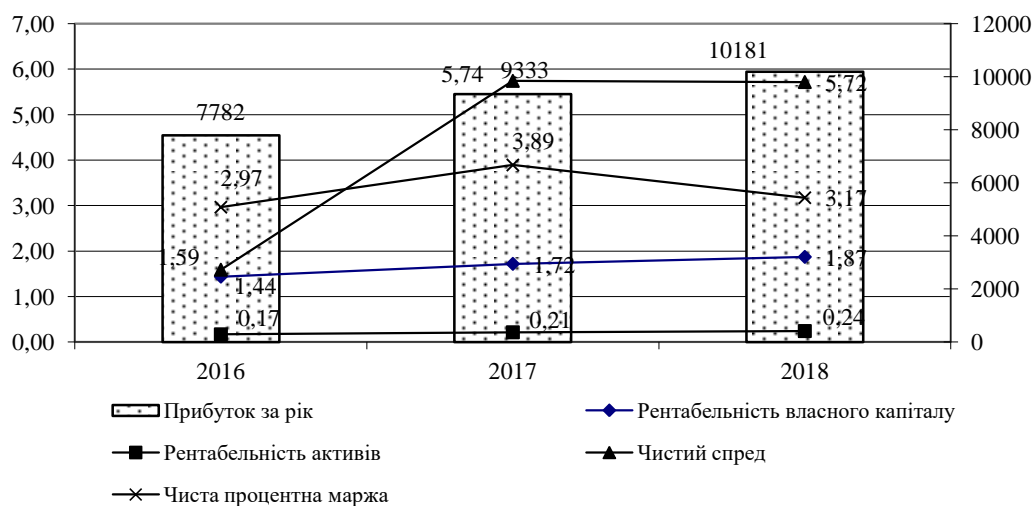 7,00 12000
10181
6,00 5,74 9333 5,72 10000
7782
5,00 8000
4,00 3,89
2,97 6000
3,00 3,17
4000
2,00 1,59
1,44 1,72 1,87
1,00 2000
0,17 0,21 0,24
0,00 0
2016 2017 2018
Прибуток за рік Рентабельність власного капіталу
Рентабельність активів Чистий спред
Чиста процентна маржа